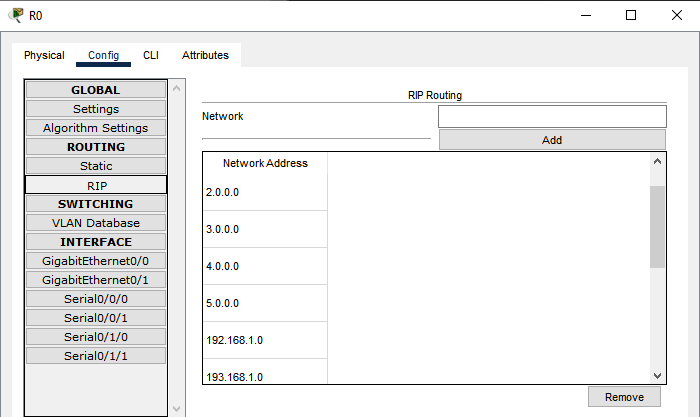 R0
Physical Config CLI Attributes
GLOBAL
Settings
Algorithm Settings
ROUTING
Static
RIP
SWITCHING
VLAN Database
INTERFACE
GigabitEthernet0/0
GigabitEthernet0/1
Serial0/0/0
Serial0/0/1
Serial0/1/0
Serial0/1/1
RIP Routing
Network
Add
Network Address
2.0.0.0
3.0.0.0
4.0.0.0
5.0.0.0
192.168.1.0
193.168.1.0
Remove